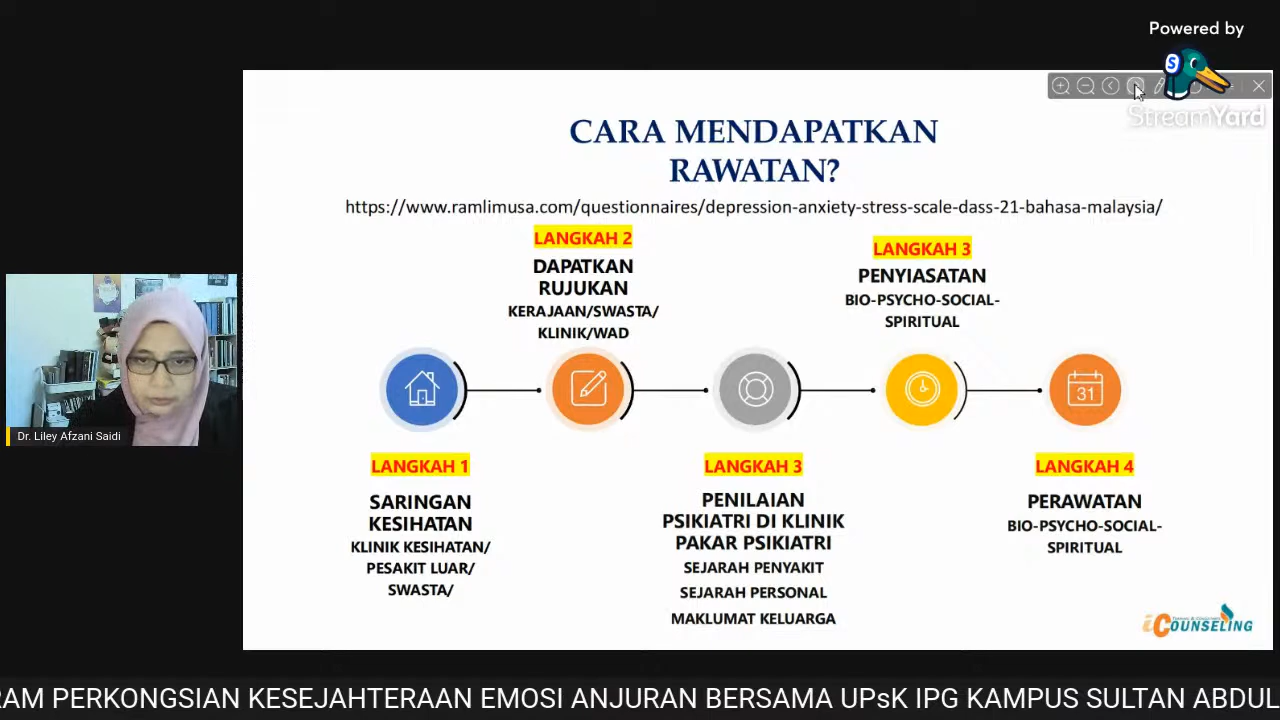 Powered by
StreamYard
CARA MENDAPATKAN
RAWATAN?
https://www.ramlimusa.com/questionnaires/depression-anxiety-stress-scale-dass-21-bahasa-malaysia/
LANGKAH 2
DAPATKAN
RUJUKAN
KERAJAAN/SWASTA/
KLINIK/WAD
LANGKAH 3
PENYIASATAN
BIO-PSYCHO-SOCIAL-
SPIRITUAL
31
LANGKAH 1
SARINGAN
KESIHATAN
KLINIK KESIHATAN/
PESAKIT LUAR/
SWASTA/
LANGKAH 3
PENILAIAN
PSIKIATRI DI KLINIK
PAKAR PSIKIATRI
SEJARAH PENYAKIT
SEJARAH PERSONAL
MAKLUMAT KELUARGA
LANGKAH 4
PERAWATAN
BIO-PSYCHO-SOCIAL-
SPIRITUAL
Dr. Liley Afzani Saidi
iCOUNSELING
RAM PERKONGSIAN KESEJAHTERAAN EMOSI ANJURAN BERSAMA UPsK IPG KAMPUS SULTAN ABDUL